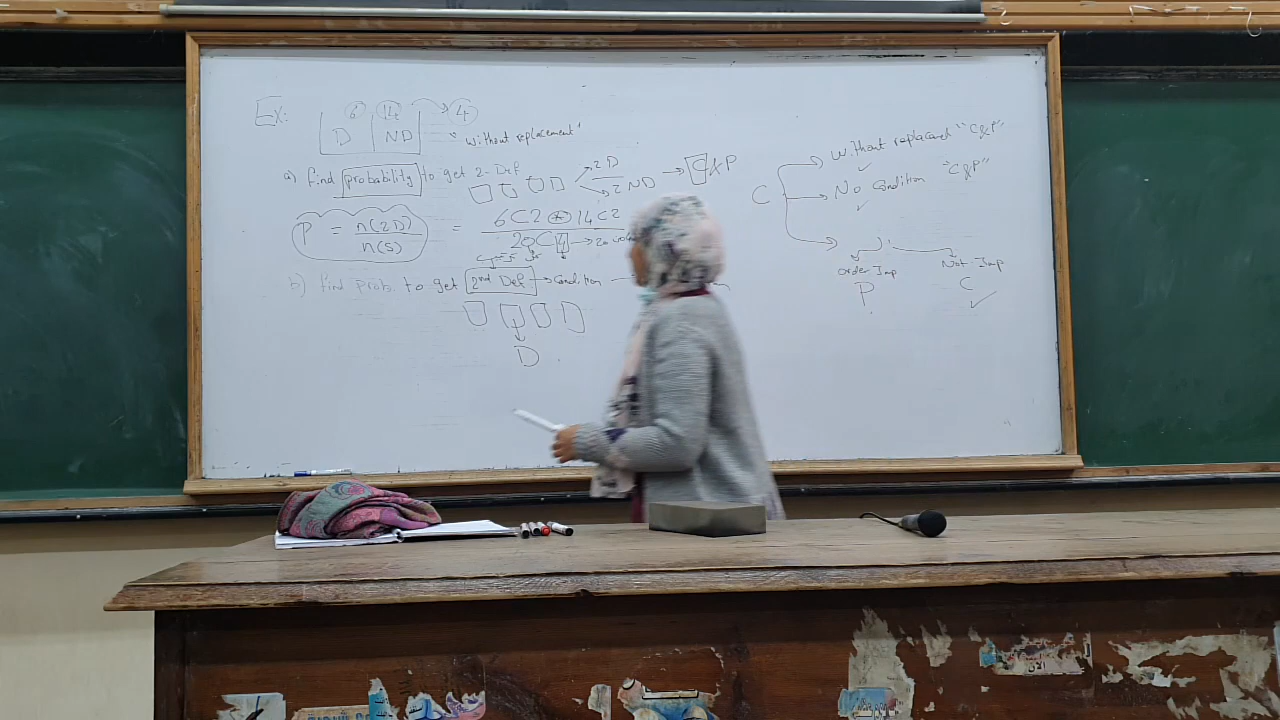 Ex:
6 14 4
D ND
"without replacement"
a) find probability to get 2 Def
2 D
2 ND
C & P
P = n(2D) / n(S) = 6C2 * 14C2 / 20C4
b) find prob. to get 2nd Def Condition
D
C
Without replacement "C&P"
No Condition "C&P"
order Imp
Not Imp
P
C
الآن